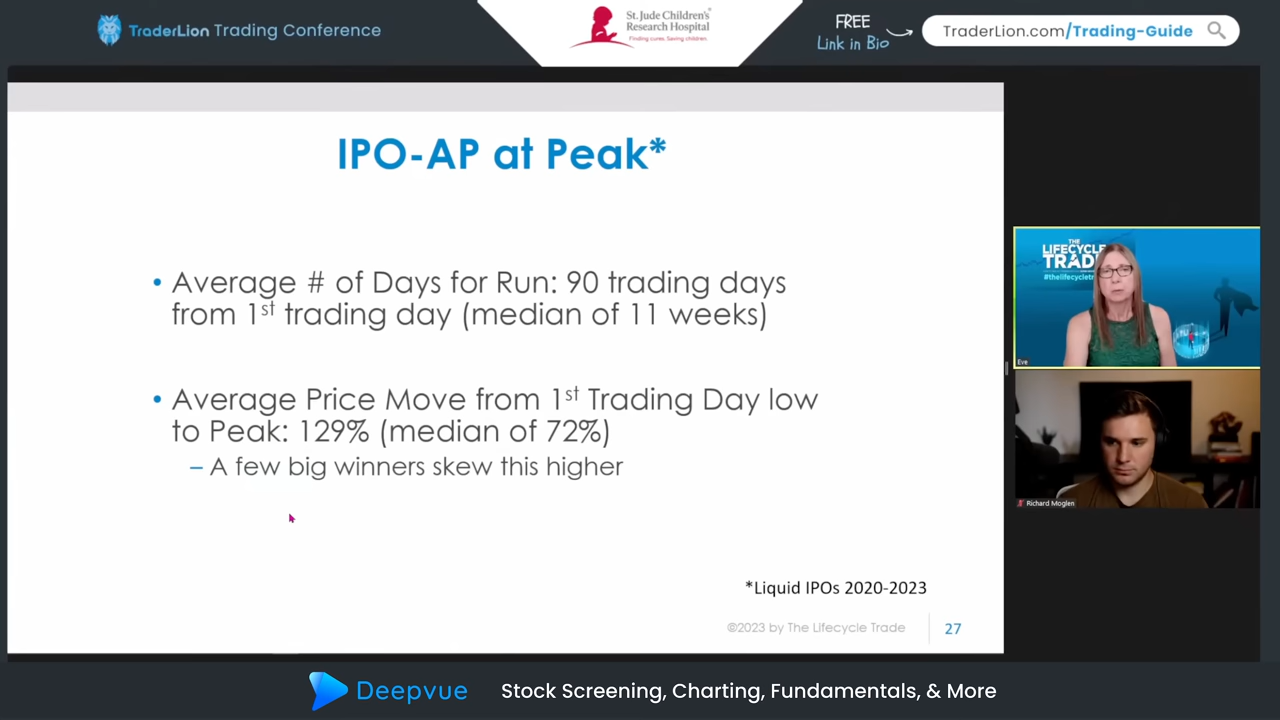 TraderLion Trading Conference
St. Jude Children's
Research Hospital
Finding cures. Saving children.
FREE
Link in Bio
TraderLion.com/Trading-Guide
IPO-AP at Peak*
• Average # of Days for Run: 90 trading days
from 1st trading day (median of 11 weeks)
• Average Price Move from 1st Trading Day low
to Peak: 129% (median of 72%)
– A few big winners skew this higher
*Liquid IPOs 2020-2023
©2023 by The Lifecycle Trade
27
THE
LIFECYCLE
Eve
Richard Moglen
Deepvue
Stock Screening, Charting, Fundamentals, & More